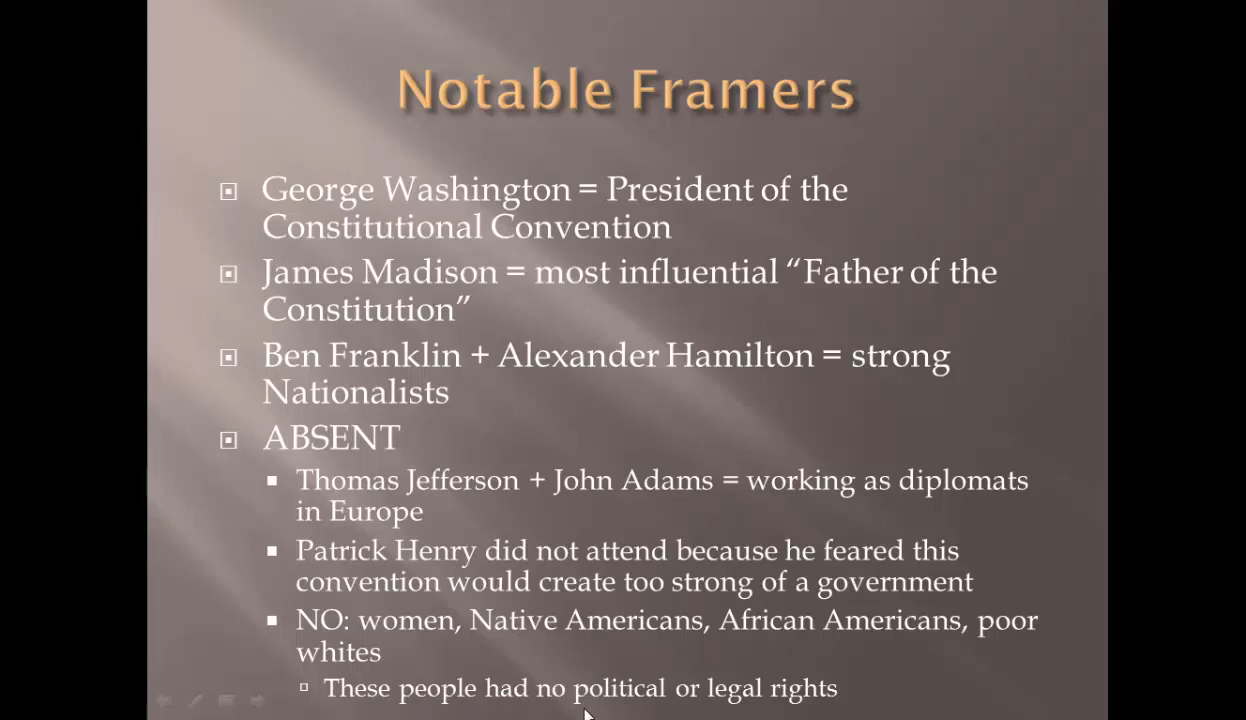 Notable Framers
George Washington = President of the
Constitutional Convention
James Madison = most influential “Father of the
Constitution”
Ben Franklin + Alexander Hamilton = strong
Nationalists
ABSENT
Thomas Jefferson + John Adams = working as diplomats
in Europe
Patrick Henry did not attend because he feared this
convention would create too strong of a government
NO: women, Native Americans, African Americans, poor
whites
These people had no political or legal rights